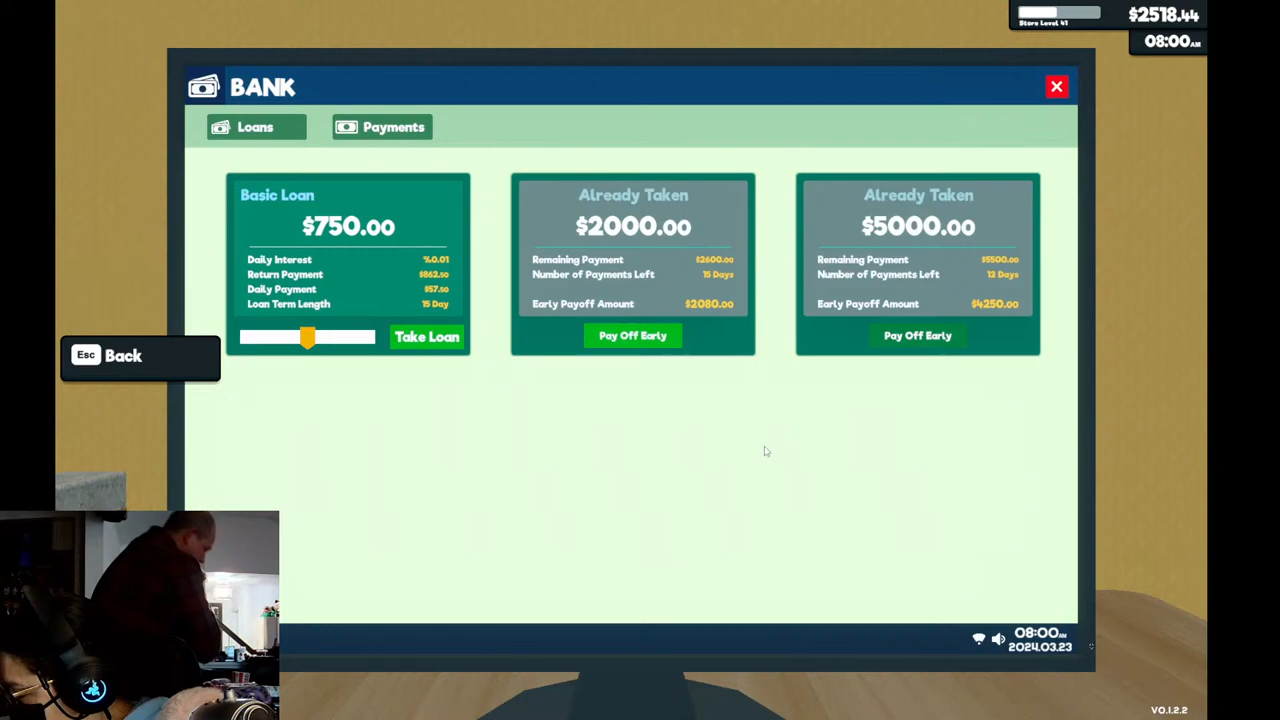 $2518.44
Store Level 41
08:00AM
BANK
Loans
Payments
Basic Loan
$750.00
Daily Interest %0.01
Return Payment $862.50
Daily Payment $57.50
Loan Term Length 15 Day
Take Loan
Already Taken
$2000.00
Remaining Payment $2600.00
Number of Payments Left 15 Days
Early Payoff Amount $2080.00
Pay Off Early
Already Taken
$5000.00
Remaining Payment $5500.00
Number of Payments Left 12 Days
Early Payoff Amount $4250.00
Pay Off Early
Esc Back
08:00AM
2024.03.23
V0.1.2.2